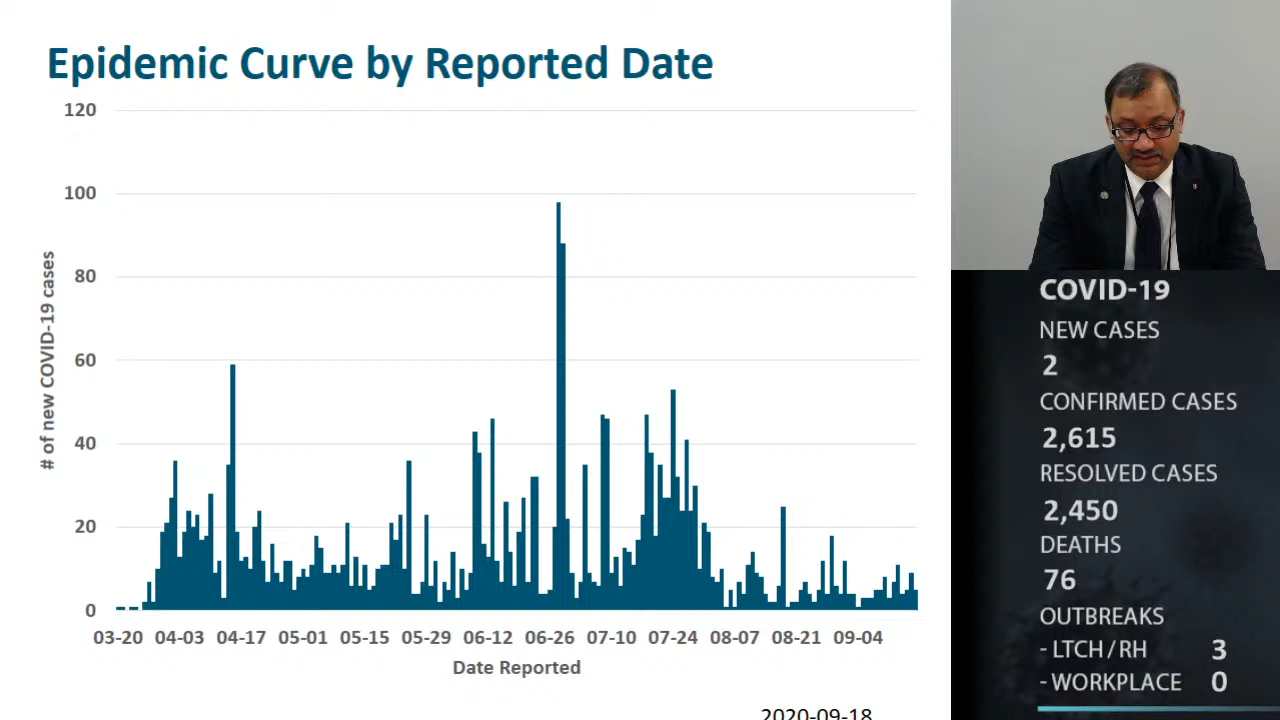 Epidemic Curve by Reported Date
120
100
80
60
40
20
0
# of new COVID-19 cases
03-20 04-03 04-17 05-01 05-15 05-29 06-12 06-26 07-10 07-24 08-07 08-21 09-04
Date Reported
2020-09-18
COVID-19
NEW CASES
2
CONFIRMED CASES
2,615
RESOLVED CASES
2,450
DEATHS
76
OUTBREAKS
- LTCH / RH 3
- WORKPLACE 0